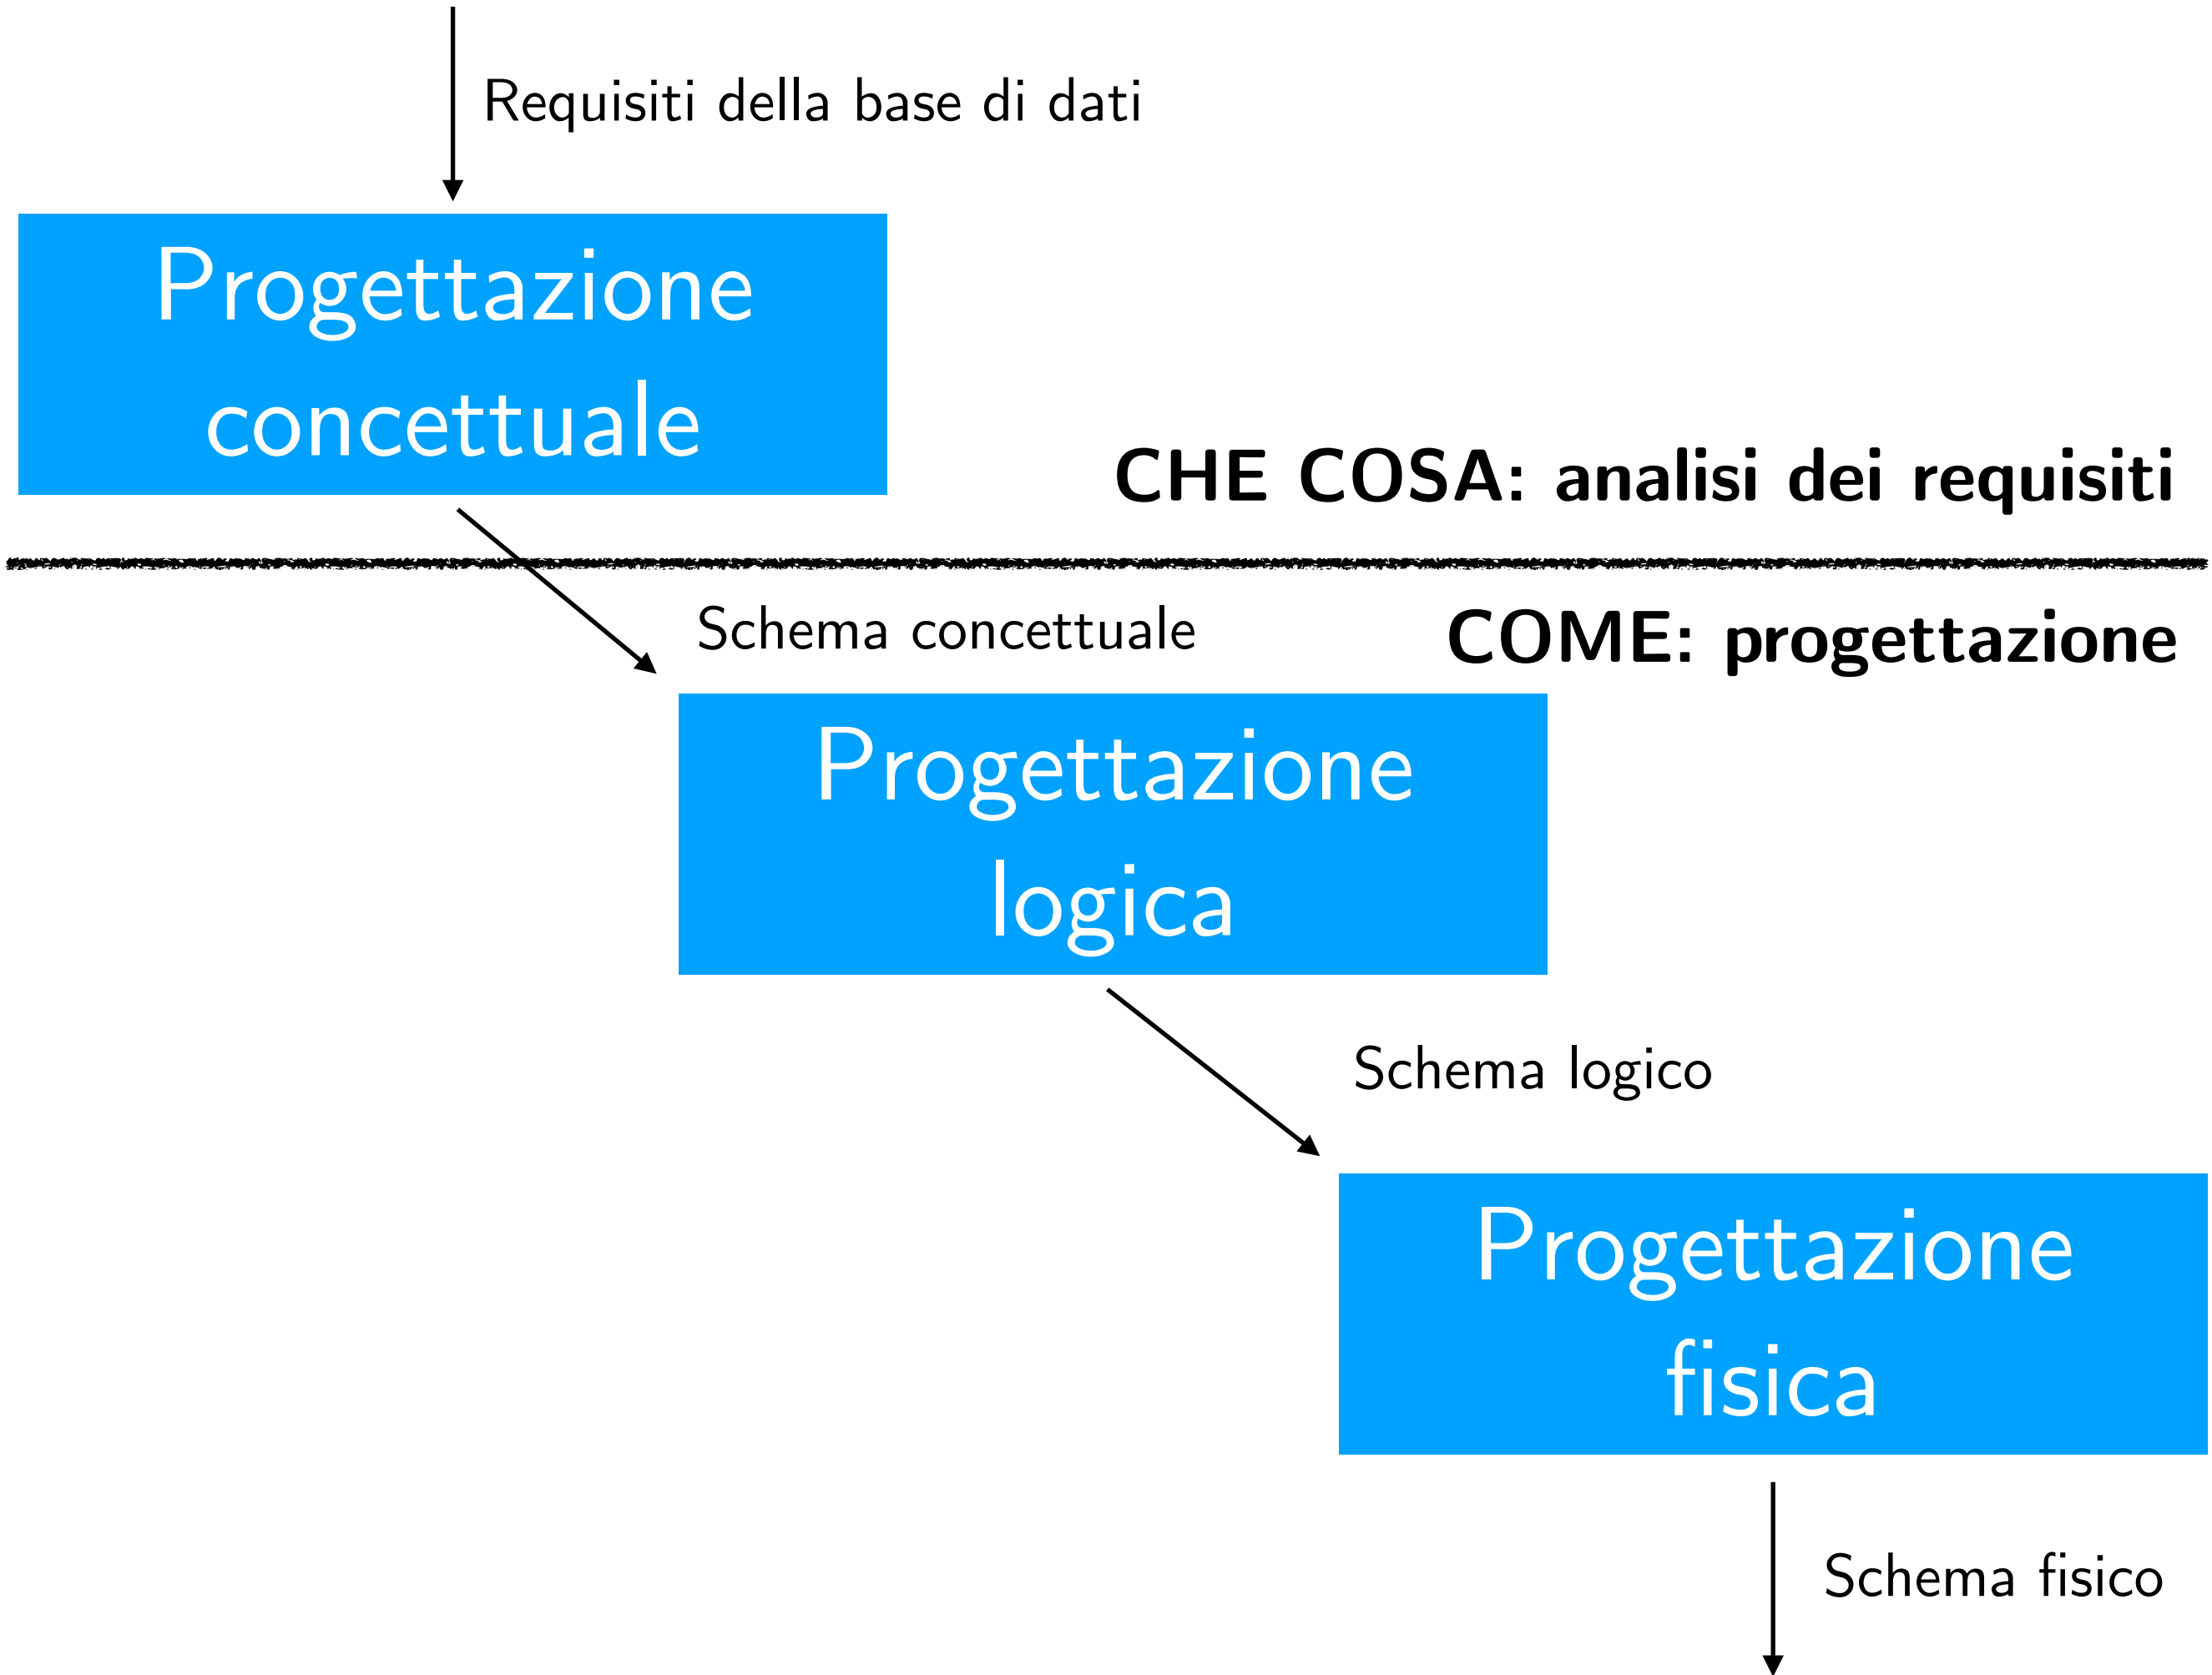 Requisiti della base di dati
Progettazione
concettuale
CHE COSA: analisi dei requisiti
Schema concettuale
COME: progettazione
Progettazione
logica
Schema logico
Progettazione
fisica
Schema fisico